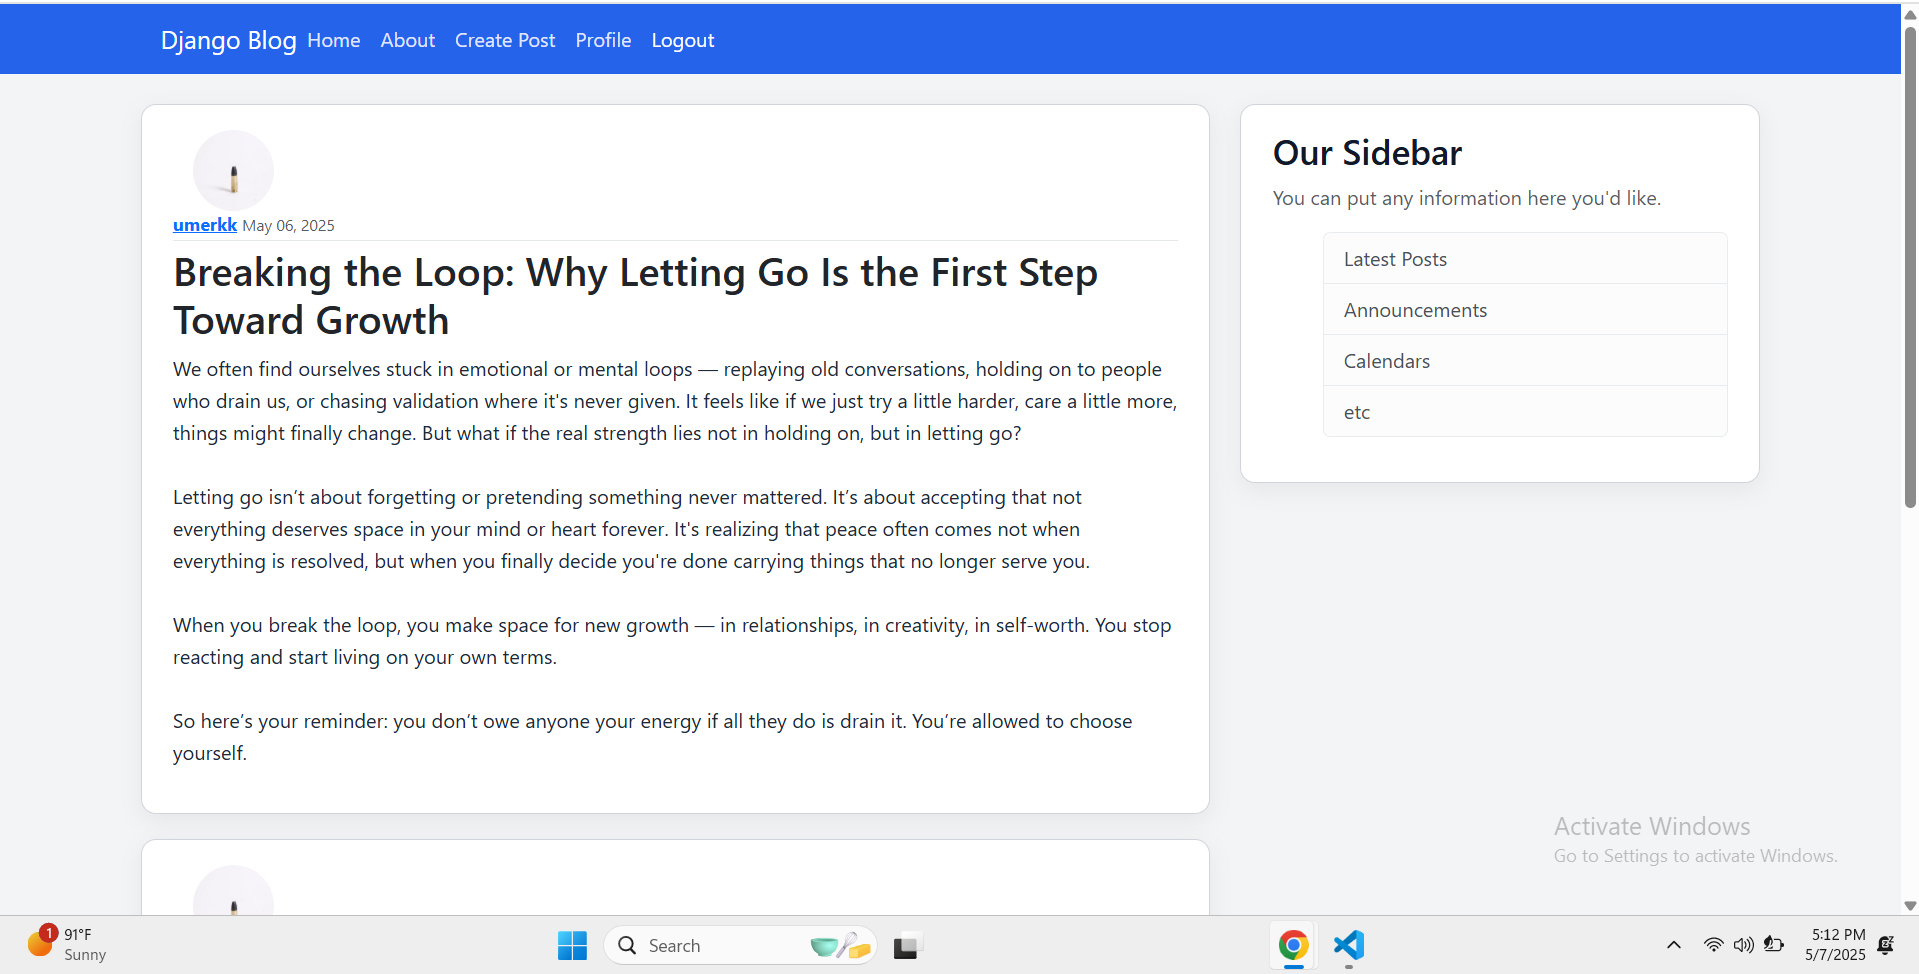 Django Blog Home About Create Post Profile Logout
umerkk May 06, 2025
Breaking the Loop: Why Letting Go Is the First Step
Toward Growth
We often find ourselves stuck in emotional or mental loops — replaying old conversations, holding on to people
who drain us, or chasing validation where it's never given. It feels like if we just try a little harder, care a little more,
things might finally change. But what if the real strength lies not in holding on, but in letting go?
Letting go isn’t about forgetting or pretending something never mattered. It’s about accepting that not
everything deserves space in your mind or heart forever. It's realizing that peace often comes not when
everything is resolved, but when you finally decide you're done carrying things that no longer serve you.
When you break the loop, you make space for new growth — in relationships, in creativity, in self-worth. You stop
reacting and start living on your own terms.
So here’s your reminder: you don’t owe anyone your energy if all they do is drain it. You’re allowed to choose
yourself.
Our Sidebar
You can put any information here you'd like.
Latest Posts
Announcements
Calendars
etc
Activate Windows
Go to Settings to activate Windows.
1
91°F
Sunny
Search
5:12 PM
5/7/2025